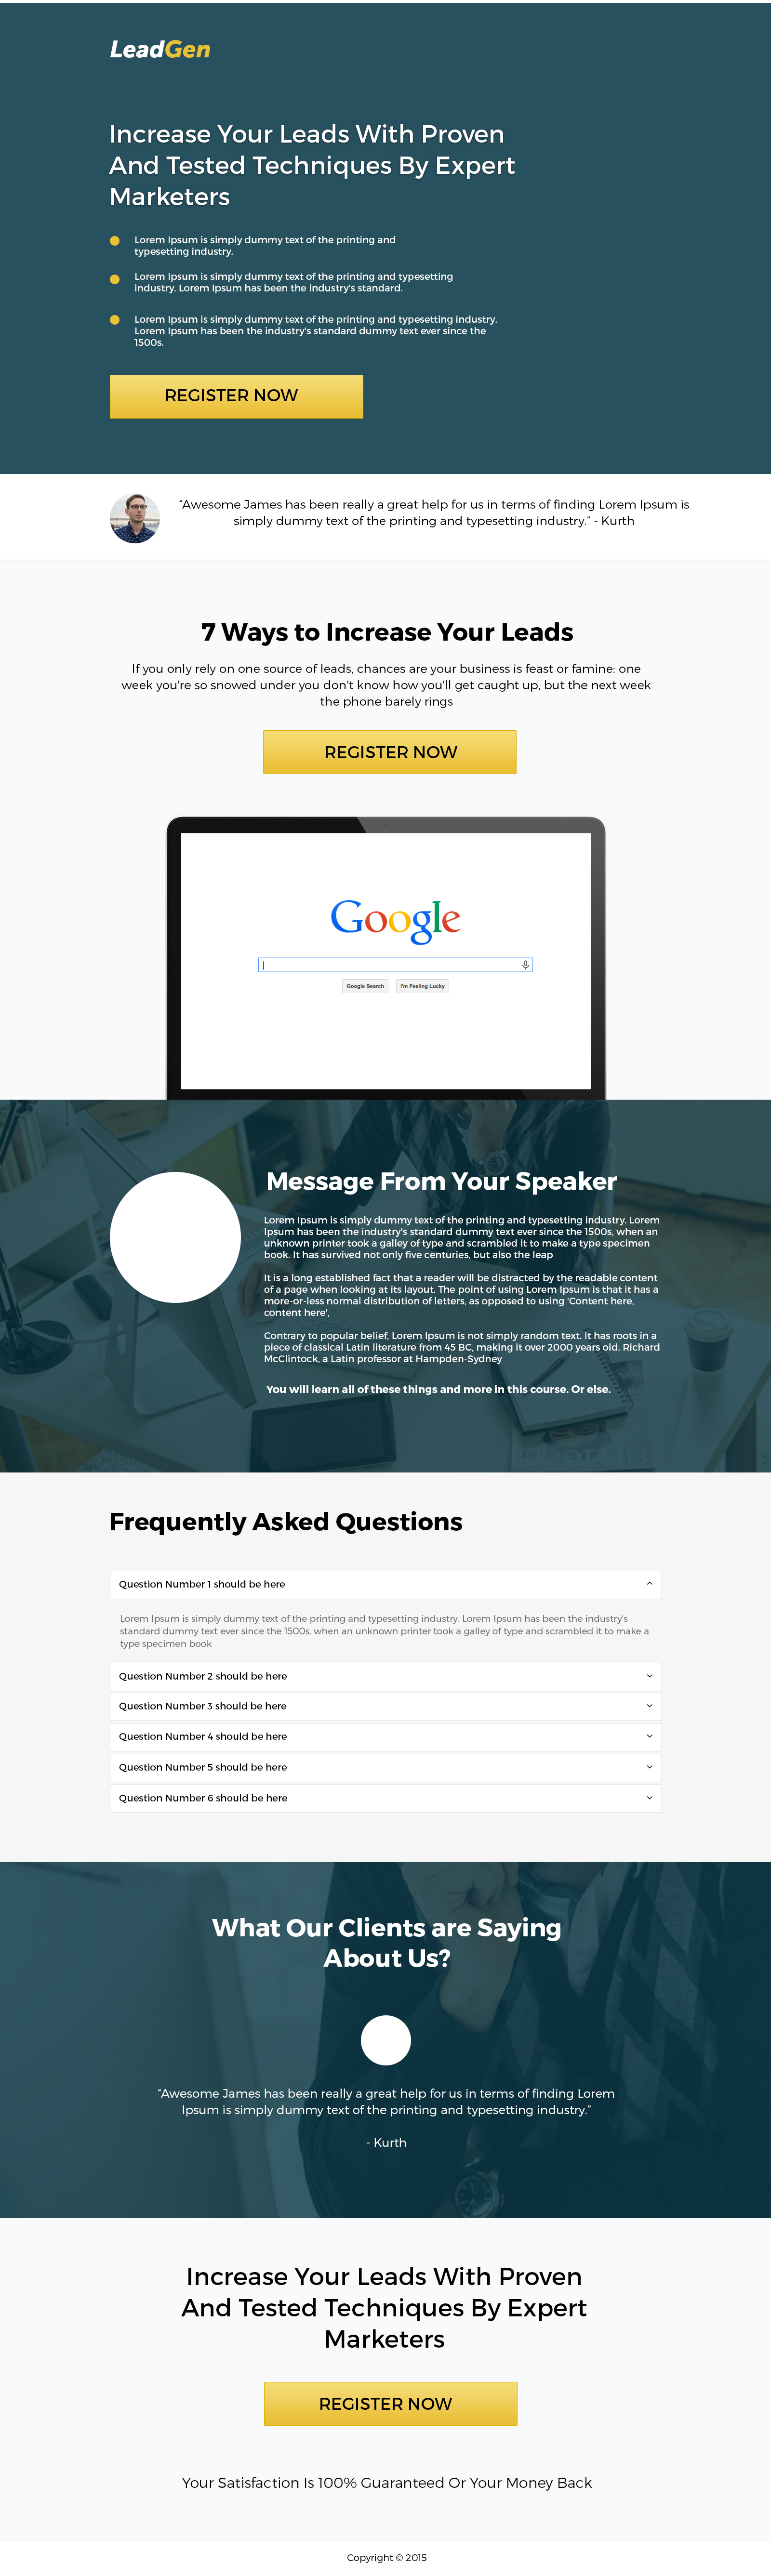 LeadGen
Increase Your Leads With Proven
And Tested Techniques By Expert
Marketers
Lorem Ipsum is simply dummy text of the printing and
typesetting industry.
Lorem Ipsum is simply dummy text of the printing and typesetting
industry. Lorem Ipsum has been the industry's standard.
Lorem Ipsum is simply dummy text of the printing and typesetting industry.
Lorem Ipsum has been the industry's standard dummy text ever since the
1500s.
REGISTER NOW
“Awesome James has been really a great help for us in terms of finding Lorem Ipsum is
simply dummy text of the printing and typesetting industry.” - Kurth
7 Ways to Increase Your Leads
If you only rely on one source of leads, chances are your business is feast or famine: one
week you're so snowed under you don't know how you'll get caught up, but the next week
the phone barely rings
REGISTER NOW
Google
Google Search I'm Feeling Lucky
Message From Your Speaker
Lorem Ipsum is simply dummy text of the printing and typesetting industry. Lorem
Ipsum has been the industry's standard dummy text ever since the 1500s, when an
unknown printer took a galley of type and scrambled it to make a type specimen
book. It has survived not only five centuries, but also the leap
It is a long established fact that a reader will be distracted by the readable content
of a page when looking at its layout. The point of using Lorem Ipsum is that it has a
more-or-less normal distribution of letters, as opposed to using 'Content here,
content here',
Contrary to popular belief, Lorem Ipsum is not simply random text. It has roots in a
piece of classical Latin literature from 45 BC, making it over 2000 years old. Richard
McClintock, a Latin professor at Hampden-Sydney
You will learn all of these things and more in this course. Or else.
Frequently Asked Questions
Question Number 1 should be here
Lorem Ipsum is simply dummy text of the printing and typesetting industry. Lorem Ipsum has been the industry's
standard dummy text ever since the 1500s, when an unknown printer took a galley of type and scrambled it to make a
type specimen book
Question Number 2 should be here
Question Number 3 should be here
Question Number 4 should be here
Question Number 5 should be here
Question Number 6 should be here
What Our Clients are Saying
About Us?
“Awesome James has been really a great help for us in terms of finding Lorem
Ipsum is simply dummy text of the printing and typesetting industry.”
- Kurth
Increase Your Leads With Proven
And Tested Techniques By Expert
Marketers
REGISTER NOW
Your Satisfaction Is 100% Guaranteed Or Your Money Back
Copyright © 2015